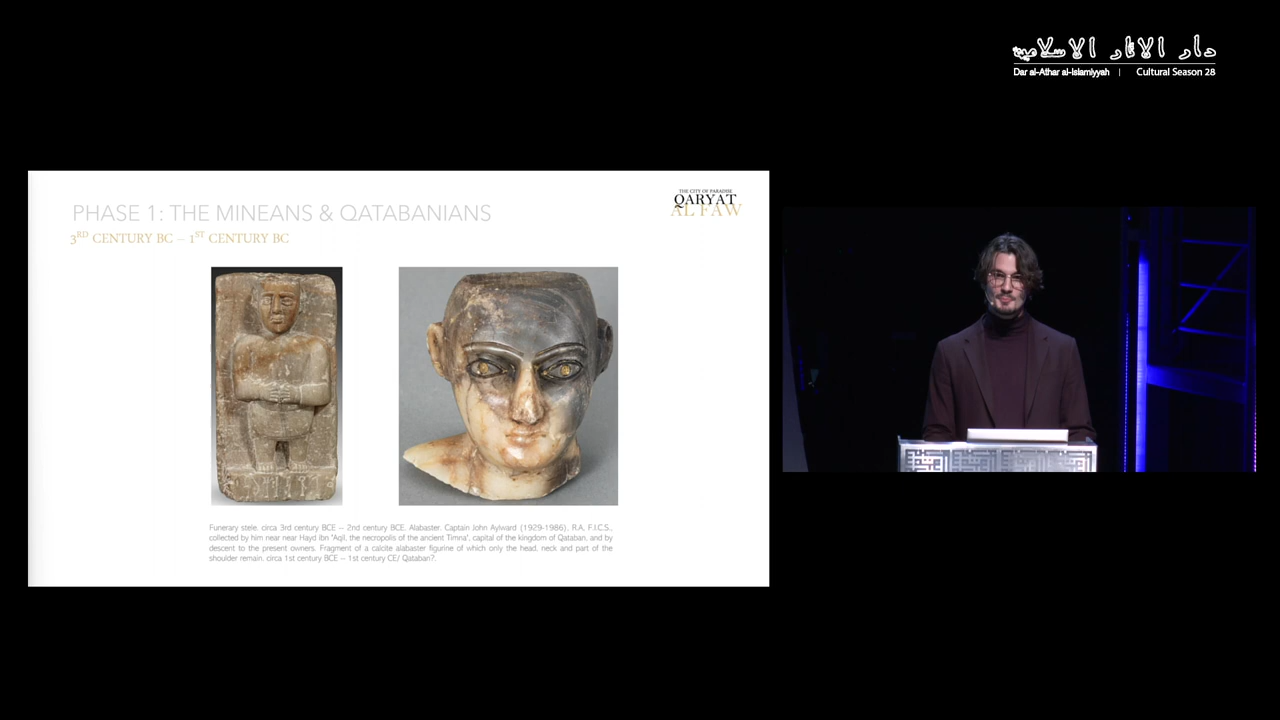 دار الآثار الإسلامية
Dar al-Athar al-Islamiyyah | Cultural Season 28
THE CITY OF PARADISE
QARYAT
AL FAW
PHASE 1: THE MINEANS & QATABANIANS
3RD CENTURY BC – 1ST CENTURY BC
Funerary stele. circa 3rd century BCE – 2nd century BCE. Alabaster. Captain John Aylward (1929-1986), R.A. F.I.C.S.,
collected by him near near Hayd Ibn 'Aqil, the necropolis of the ancient Timna', capital of the kingdom of Qataban, and by
descent to the present owners. Fragment of a calcite alabaster figurine of which only the head, neck and part of the
shoulder remain. circa 1st century BCE – 1st century CE/ Qataban?.